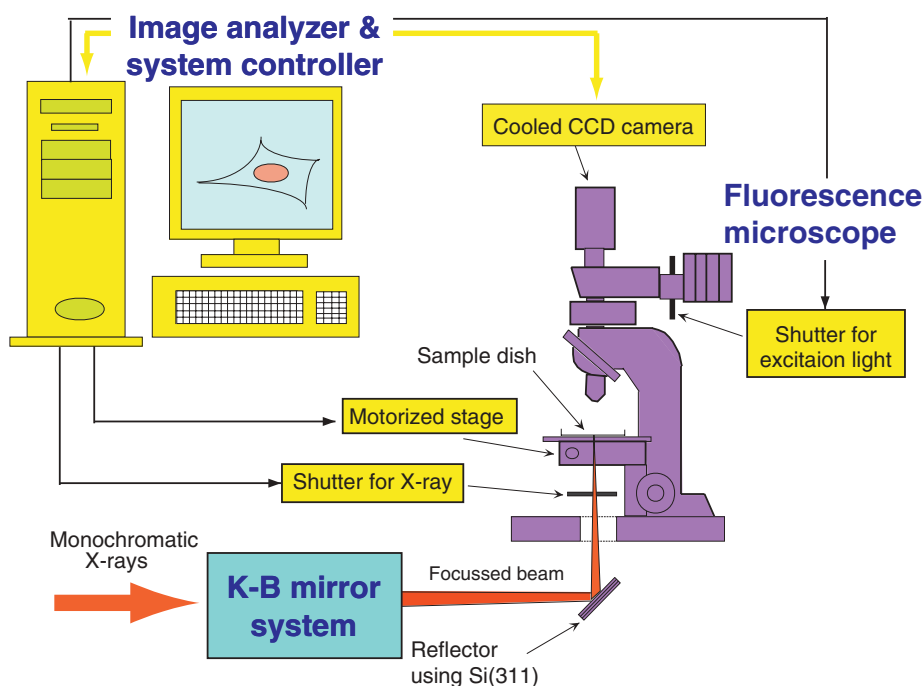 Image analyzer &
system controller
Cooled CCD camera
Fluorescence
microscope
Shutter for
excitaion light
Sample dish
Motorized stage
Shutter for X-ray
Monochromatic
X-rays
K-B mirror
system
Focussed beam
Reflector
using Si(311)